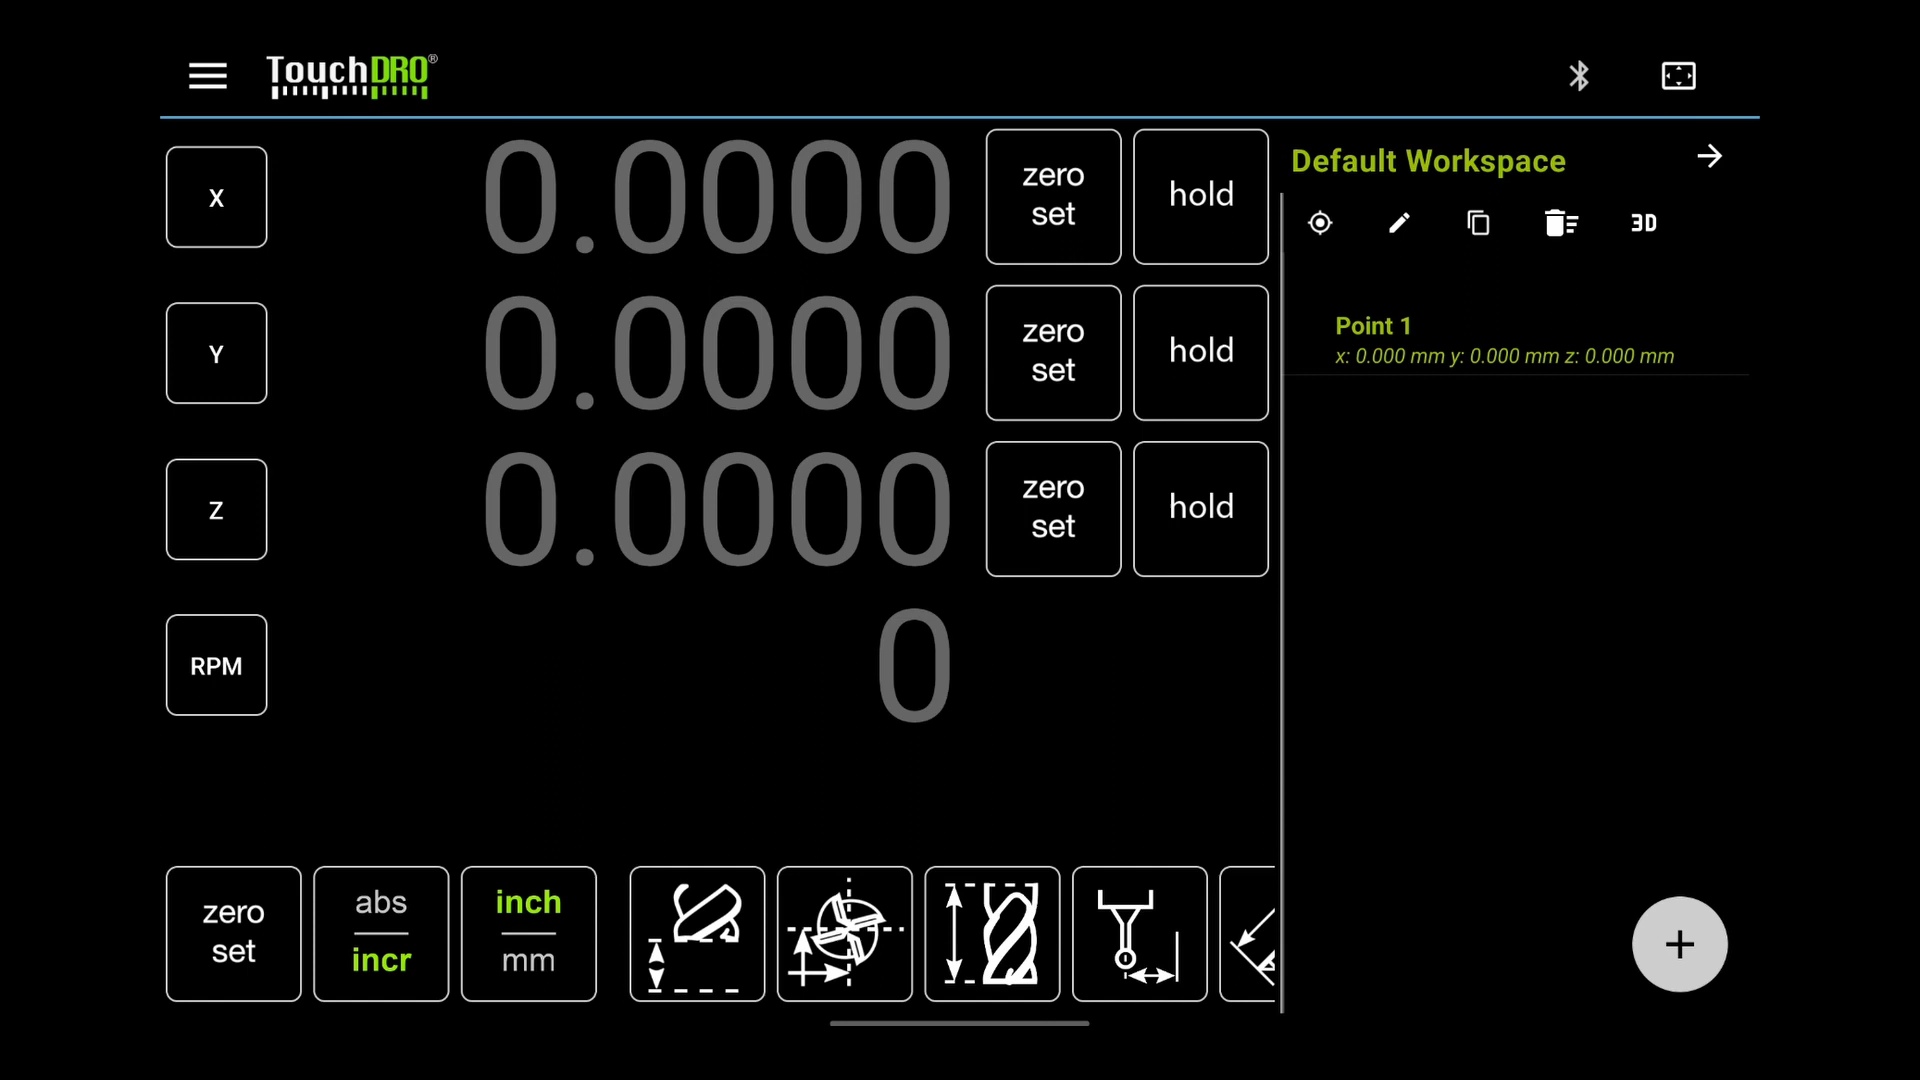 TouchDRO®
X
0.0000
zero
set
hold
Y
0.0000
zero
set
hold
Z
0.0000
zero
set
hold
RPM
0
zero
set
abs
incr
inch
mm
Default Workspace
3D
Point 1
x: 0.000 mm y: 0.000 mm z: 0.000 mm
+